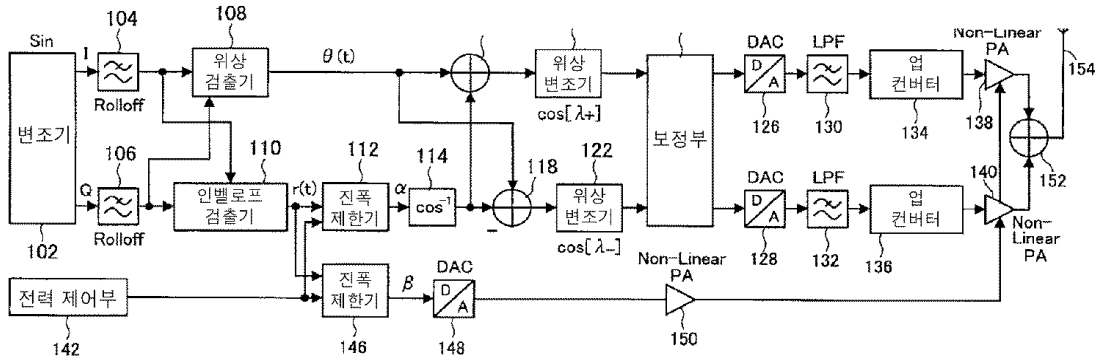 Sin
변조기
102
I
104
Rolloff
Q
106
Rolloff
108
위상
검출기
θ(t)
110
인벨로프
검출기
r(t)
112
진폭
제한기
α
114
cos⁻¹
118
−
위상
변조기
cos[λ+]
122
위상
변조기
cos[λ−]
보정부
DAC
D
A
126
LPF
130
업
컨버터
134
Non-Linear
PA
138
154
152
DAC
D
A
128
LPF
132
업
컨버터
136
140
Non-
Linear
PA
전력 제어부
142
진폭
제한기
146
β
DAC
D
A
148
Non-Linear
PA
150